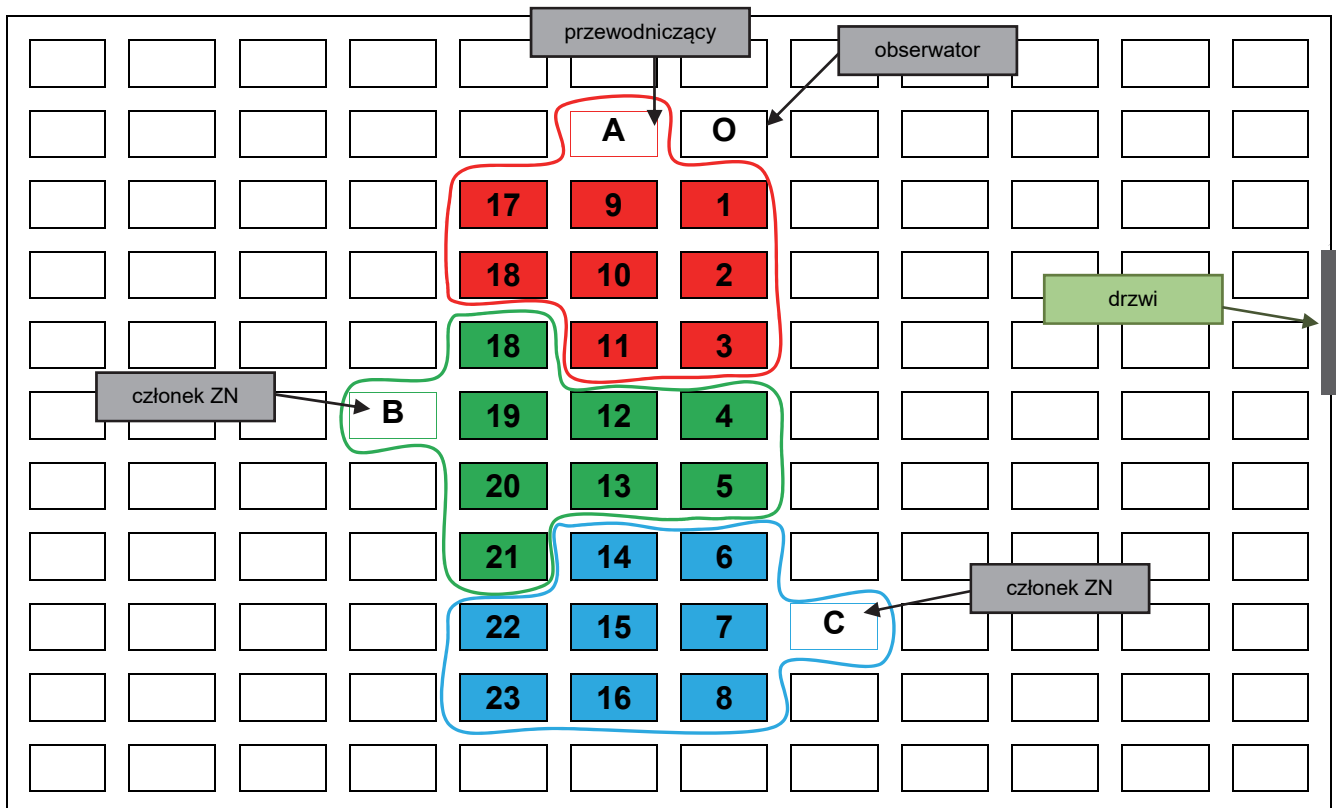 przewodniczący
obserwator
A O
17 9 1
18 10 2
drzwi
18 11 3
członek ZN
B 19 12 4
20 13 5
21 14 6
członek ZN
22 15 7 C
23 16 8